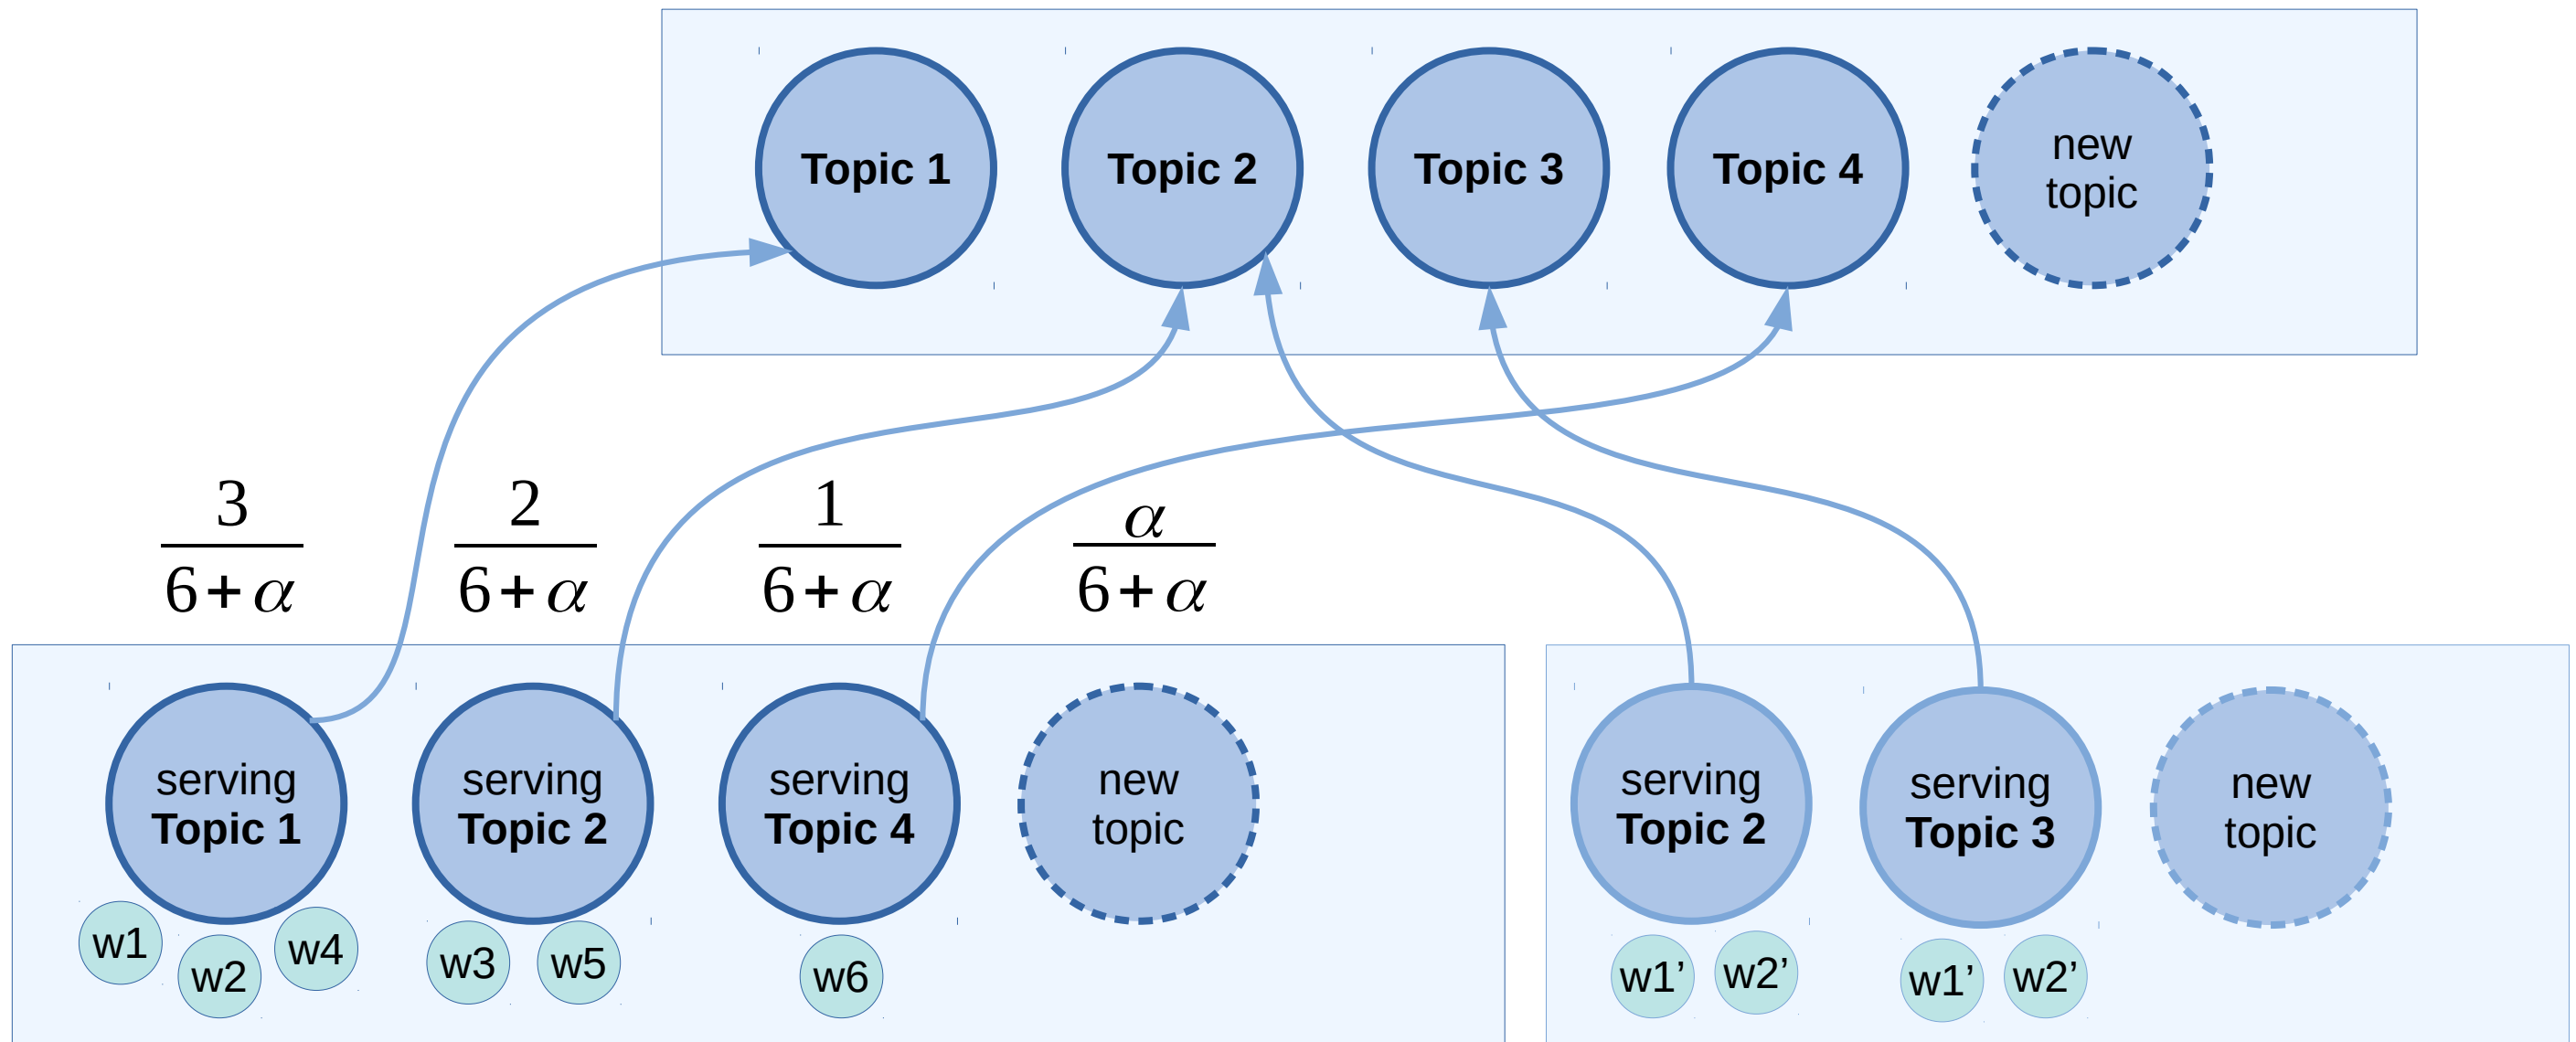 Topic 1
Topic 2
Topic 3
Topic 4
new
topic
3
6+α
2
6+α
1
6+α
α
6+α
serving
Topic 1
serving
Topic 2
serving
Topic 4
new
topic
serving
Topic 2
serving
Topic 3
new
topic
w1
w2
w4
w3
w5
w6
w1’
w2’
w1’
w2’